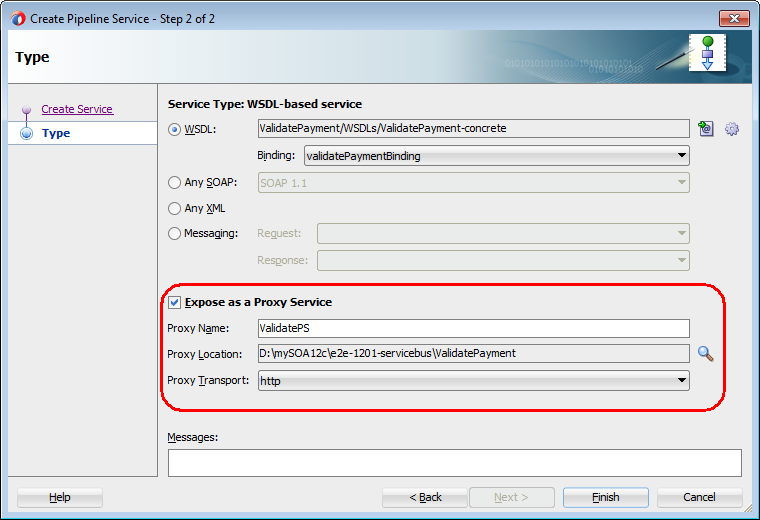 Create Pipeline Service - Step 2 of 2
Type
010101010101010101010101010101
01010101010
Create Service
Type
Service Type: WSDL-based service
WSDL: ValidatePayment/WSDLs/ValidatePayment-concrete
Binding: validatePaymentBinding
Any SOAP: SOAP 1.1
Any XML
Messaging: Request:
Response:
Expose as a Proxy Service
Proxy Name: ValidatePS
Proxy Location: D:\mySOA12c\e2e-1201-servicebus\ValidatePayment
Proxy Transport: http
Messages:
Help < Back Next > Finish Cancel